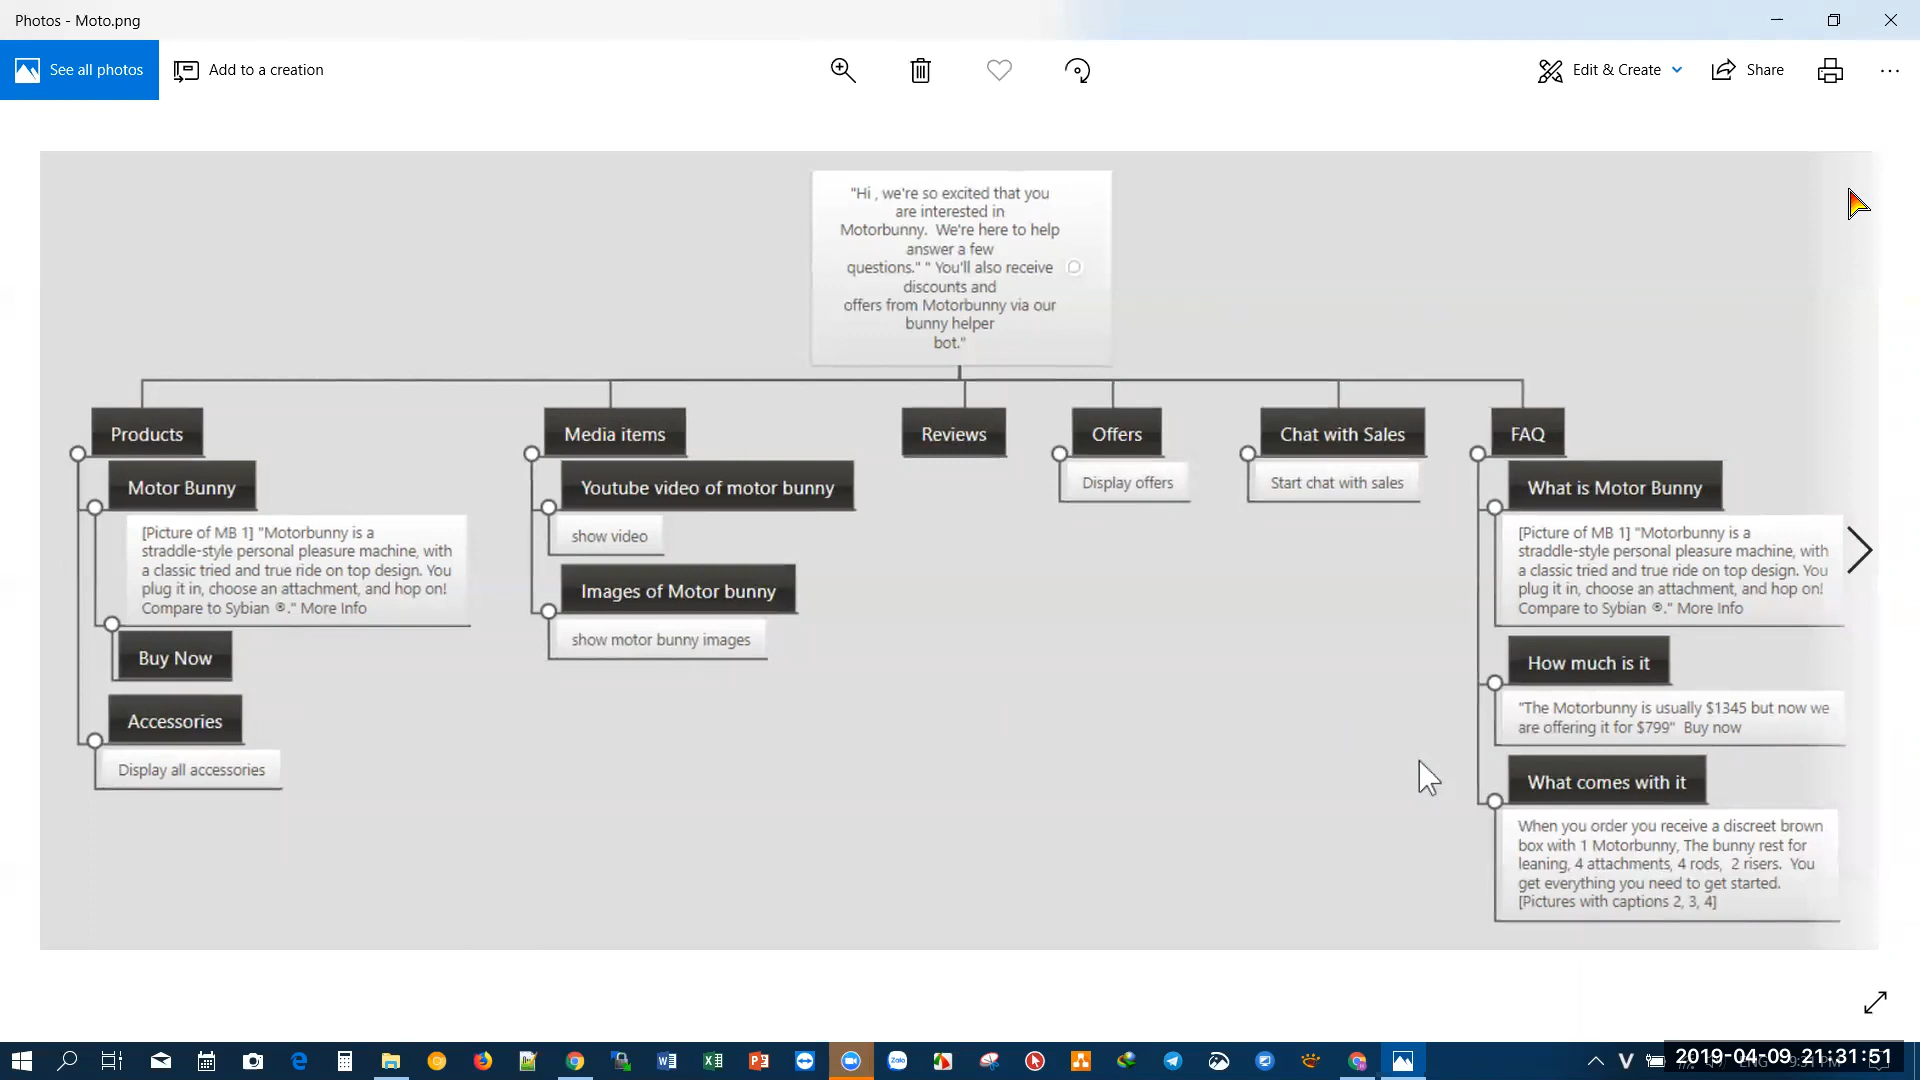 Photos - Moto.png
See all photos
Add to a creation
Edit & Create
Share
"Hi , we're so excited that you
are interested in
Motorbunny. We're here to help
answer a few
questions." " You'll also receive
discounts and
offers from Motorbunny via our
bunny helper
bot."
Products
Motor Bunny
[Picture of MB 1] "Motorbunny is a
straddle-style personal pleasure machine, with
a classic tried and true ride on top design. You
plug it in, choose an attachment, and hop on!
Compare to Sybian ®." More Info
Buy Now
Accessories
Display all accessories
Media items
Youtube video of motor bunny
show video
Images of Motor bunny
show motor bunny images
Reviews
Offers
Display offers
Chat with Sales
Start chat with sales
FAQ
What is Motor Bunny
[Picture of MB 1] "Motorbunny is a
straddle-style personal pleasure machine, with
a classic tried and true ride on top design. You
plug it in, choose an attachment, and hop on!
Compare to Sybian ®." More Info
How much is it
"The Motorbunny is usually $1345 but now we
are offering it for $799" Buy now
What comes with it
When you order you receive a discreet brown
box with 1 Motorbunny, The bunny rest for
leaning, 4 attachments, 4 rods, 2 risers. You
get everything you need to get started.
[Pictures with captions 2, 3, 4]
2019-04-09 21:31:51